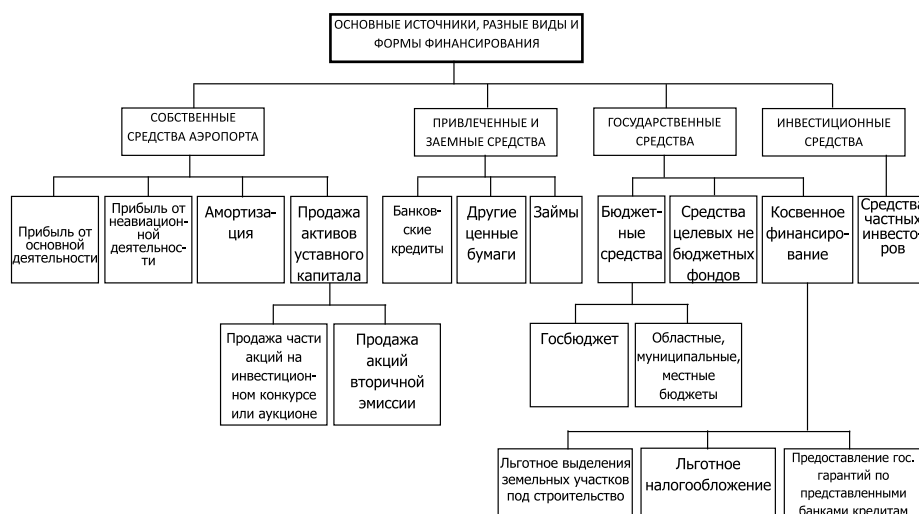 ОСНОВНЫЕ ИСТОЧНИКИ, РАЗНЫЕ ВИДЫ И
ФОРМЫ ФИНАНСИРОВАНИЯ
СОБСТВЕННЫЕ
СРЕДСТВА АЭРОПОРТА
ПРИВЛЕЧЕННЫЕ И
ЗАЕМНЫЕ СРЕДСТВА
ГОСУДАРСТВЕННЫЕ
СРЕДСТВА
ИНВЕСТИЦИОННЫЕ
СРЕДСТВА
Прибыль от
основной
деятельности
Прибыль от
неавиацион-
ной
деятельнос-
ти
Амортиза-
ция
Продажа
активов
уставного
капитала
Банков-
ские
кредиты
Другие
ценные
бумаги
Займы
Бюджет-
ные
средства
Средства
целевых не
бюджетных
фондов
Косвенное
финансиро-
вание
Средства
частных
инвесто-
ров
Продажа части
акций на
инвестицион-
ном конкурсе
или аукционе
Продажа
акций
вторичной
эмиссии
Госбюджет
Областные,
муниципальные,
местные
бюджеты
Льготное выделения
земельных участков
под строительство
Льготное
налогообложение
Предоставление гос.
гарантий по
представленными
банками кредитам